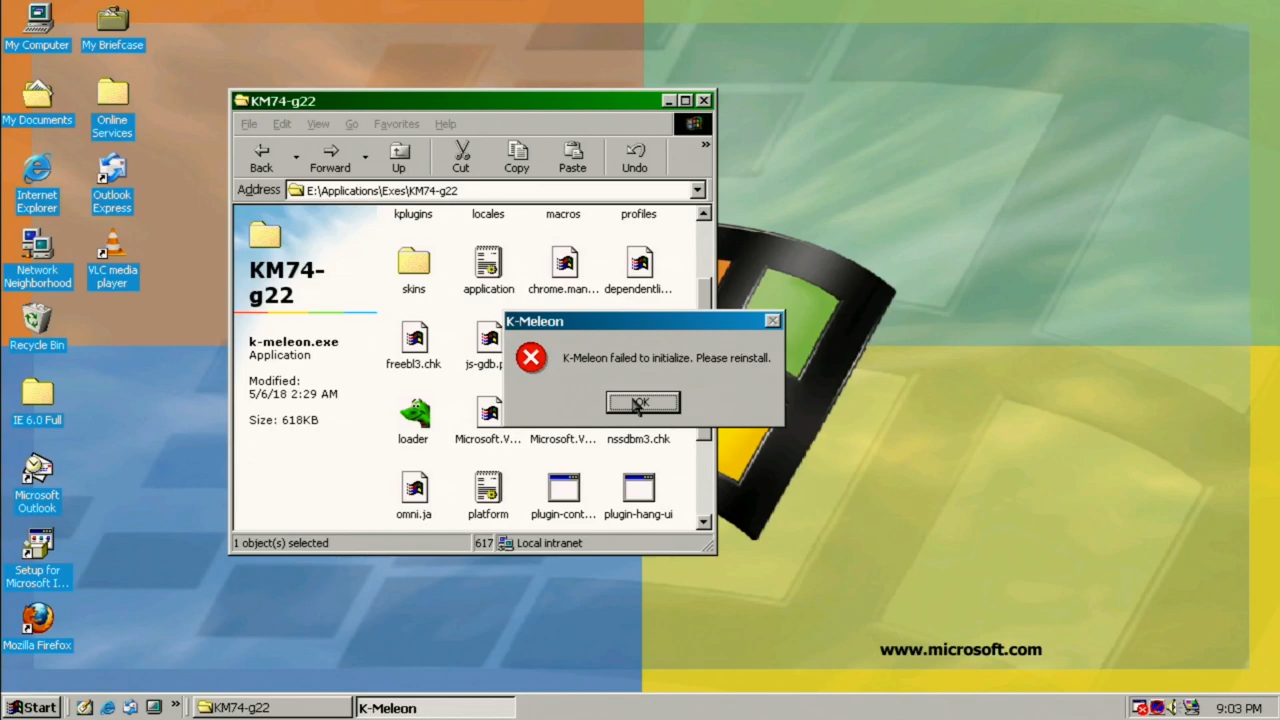 My Computer
My Briefcase
My Documents
Online
Services
Internet
Explorer
Outlook
Express
Network
Neighborhood
VLC media
player
Recycle Bin
IE 6.0 Full
Microsoft
Outlook
Setup for
Microsoft I...
Mozilla Firefox
KM74-g22
File Edit View Go Favorites Help
Back Forward Up Cut Copy Paste Undo »
Address E:\Applications\Exes\KM74-g22
KM74-
g22
k-meleon.exe
Application
Modified:
5/6/18 2:29 AM
Size: 618KB
kplugins locales macros profiles
skins application chrome.man... dependentli...
freebl3.chk js-gdb.p
loader Microsoft.V... Microsoft.V... nssdbm3.chk
omni.ja platform plugin-cont... plugin-hang-ui
1 object(s) selected 617 Local intranet
K-Meleon
K-Meleon failed to initialize. Please reinstall.
OK
www.microsoft.com
Start » KM74-g22 K-Meleon 9:03 PM